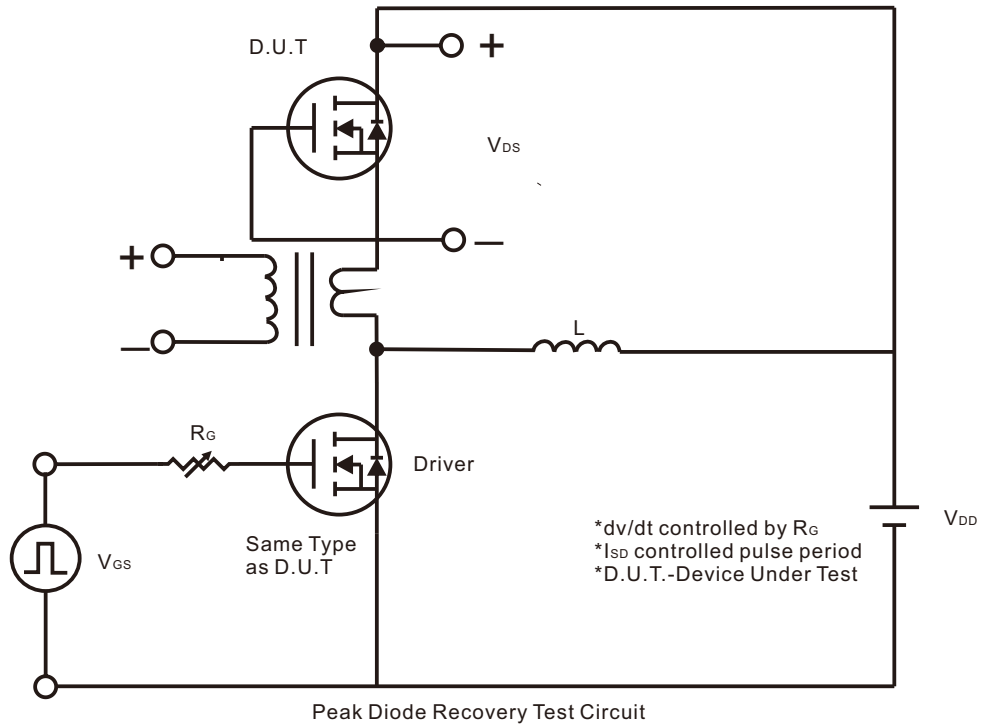 D.U.T
+
VDS
—
+
—
L
RG
Driver
VDD
*dv/dt controlled by RG
*ISD controlled pulse period
*D.U.T.-Device Under Test
Same Type
as D.U.T
VGS
Peak Diode Recovery Test Circuit